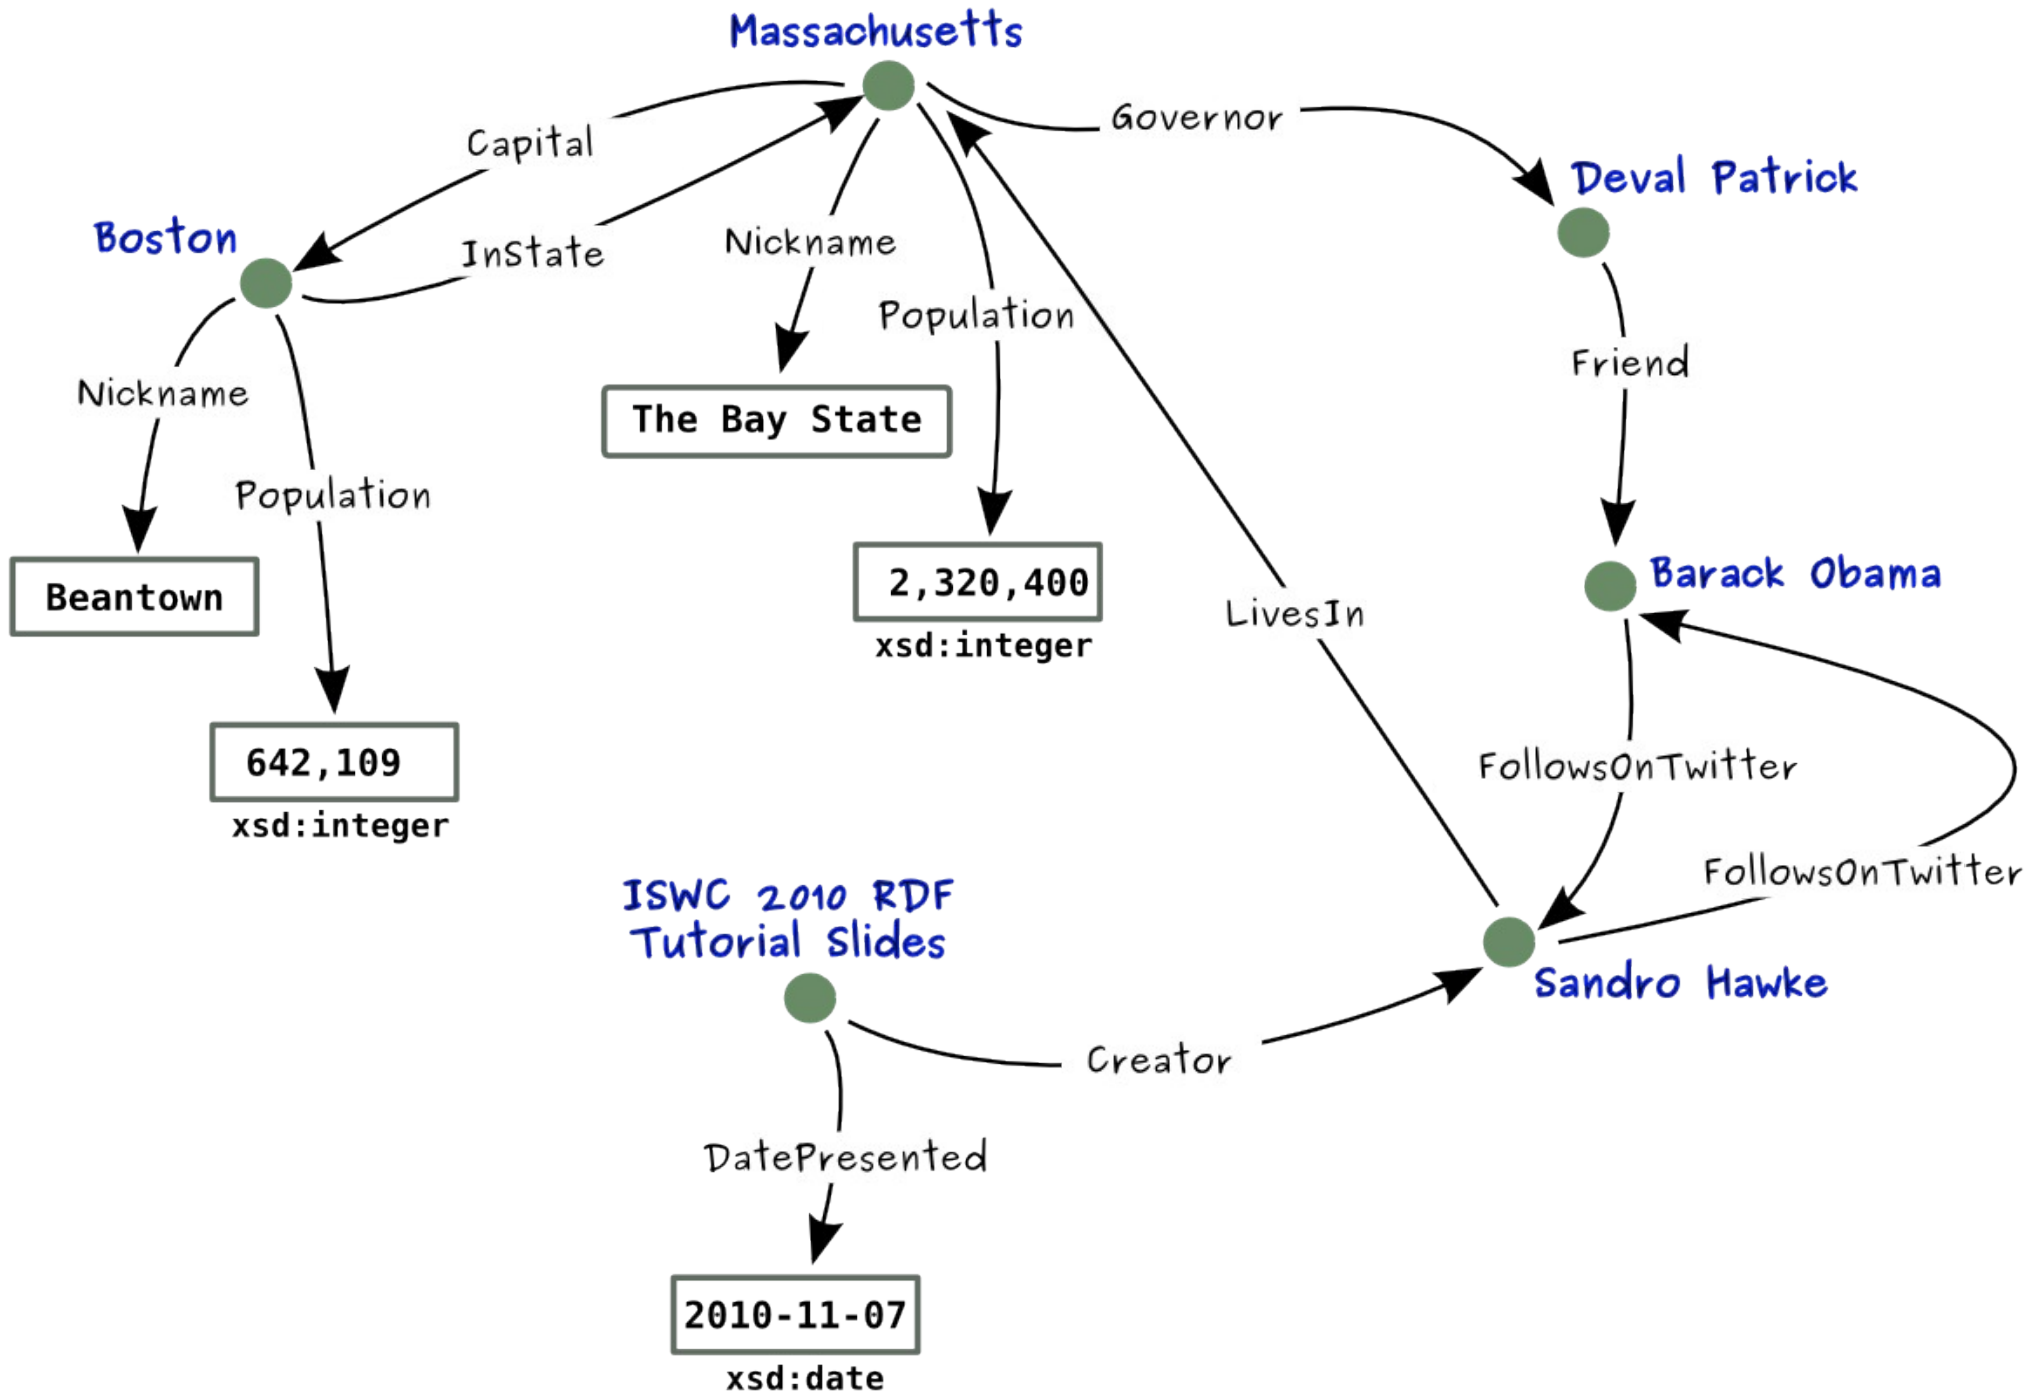 Massachusetts
Governor
Capital
Deval Patrick
Boston
InState
Nickname
Population
Friend
Nickname
The Bay State
Population
Barack Obama
2,320,400
Beantown
LivesIn
xsd:integer
642,109
FollowsOnTwitter
xsd:integer
FollowsOnTwitter
ISWC 2010 RDF
Tutorial Slides
Sandro Hawke
Creator
DatePresented
2010-11-07
xsd:date